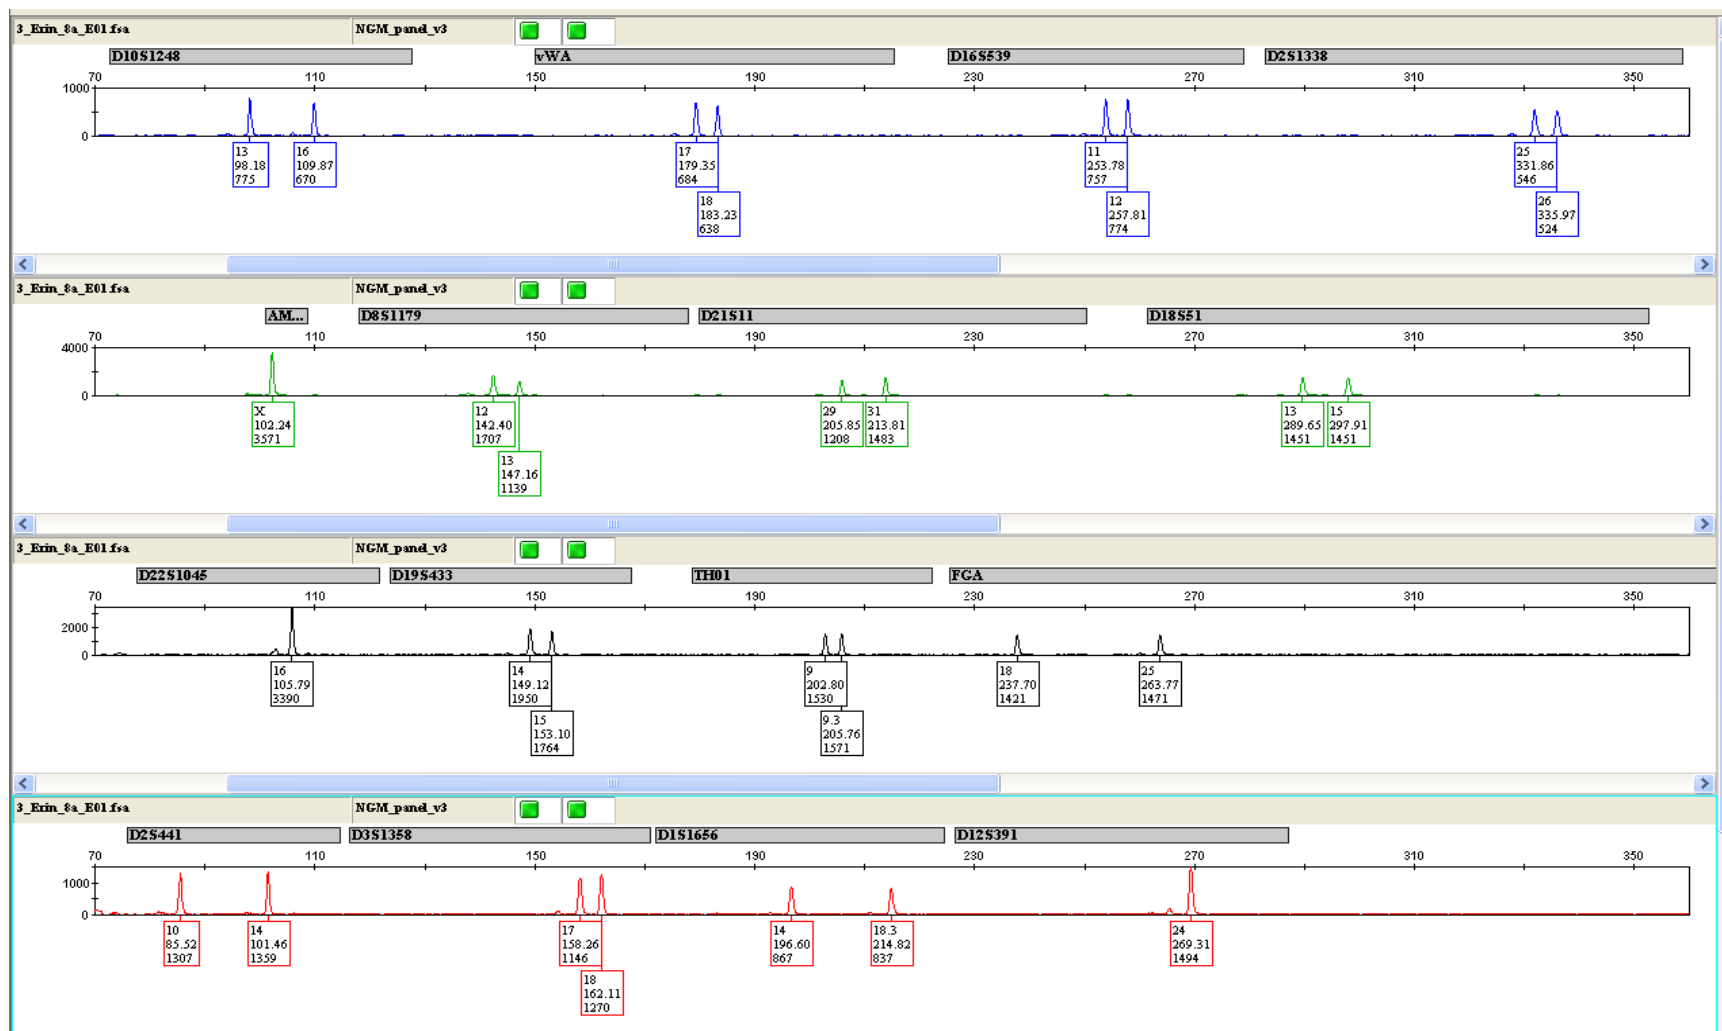 3_Erin_8a_E01.fsa NGM_panel_v3
D10S1248 vWA D16S539 D2S1338
70 110 150 190 230 270 310 350
1000
0
13 16 17 11 25
98.18 109.87 179.35 253.78 331.86
775 670 684 757 546
18 12 26
183.23 257.81 335.97
638 774 524
3_Erin_8a_E01.fsa NGM_panel_v3
AM... D8S1179 D21S11 D18S51
70 110 150 190 230 270 310 350
4000
0
X 12 29 31 13 15
102.24 142.40 205.85 213.81 289.65 297.91
3571 1707 1208 1483 1451 1451
13
147.16
1139
3_Erin_8a_E01.fsa NGM_panel_v3
D22S1045 D19S433 TH01 FGA
70 110 150 190 230 270 310 350
2000
0
16 14 9 18 25
105.79 149.12 202.80 237.70 263.77
3390 1950 1530 1421 1471
15 9.3
153.10 205.76
1764 1571
3_Erin_8a_E01.fsa NGM_panel_v3
D2S441 D3S1358 D1S1656 D12S391
70 110 150 190 230 270 310 350
1000
0
10 14 17 14 18.3 24
85.52 101.46 158.26 196.60 214.82 269.31
1307 1359 1146 867 837 1494
18
162.11
1270